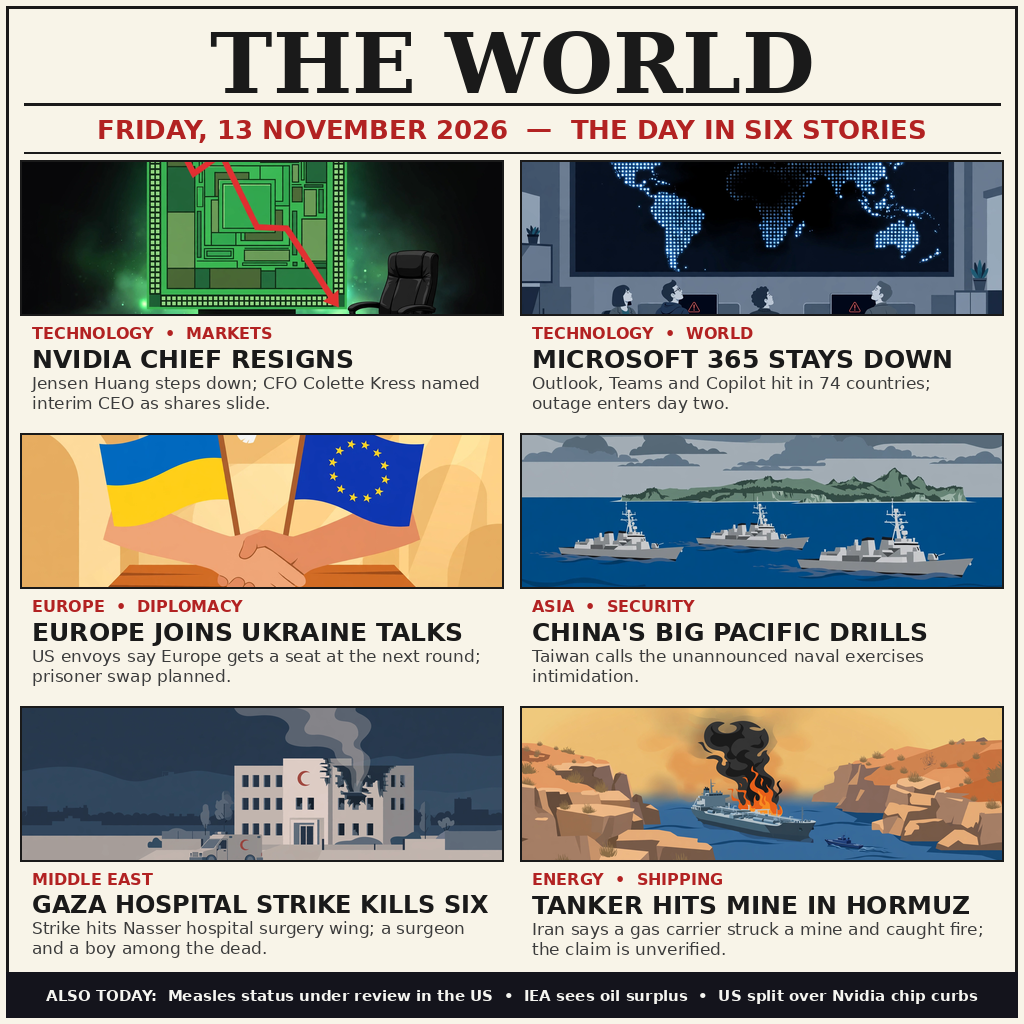 THE WORLD
FRIDAY, 13 NOVEMBER 2026 — THE DAY IN SIX STORIES
TECHNOLOGY • MARKETS
NVIDIA CHIEF RESIGNS
Jensen Huang steps down; CFO Colette Kress named
interim CEO as shares slide.
TECHNOLOGY • WORLD
MICROSOFT 365 STAYS DOWN
Outlook, Teams and Copilot hit in 74 countries;
outage enters day two.
EUROPE • DIPLOMACY
EUROPE JOINS UKRAINE TALKS
US envoys say Europe gets a seat at the next round;
prisoner swap planned.
ASIA • SECURITY
CHINA'S BIG PACIFIC DRILLS
Taiwan calls the unannounced naval exercises
intimidation.
MIDDLE EAST
GAZA HOSPITAL STRIKE KILLS SIX
Strike hits Nasser hospital surgery wing; a surgeon
and a boy among the dead.
ENERGY • SHIPPING
TANKER HITS MINE IN HORMUZ
Iran says a gas carrier struck a mine and caught fire;
the claim is unverified.
ALSO TODAY: Measles status under review in the US • IEA sees oil surplus • US split over Nvidia chip curbs